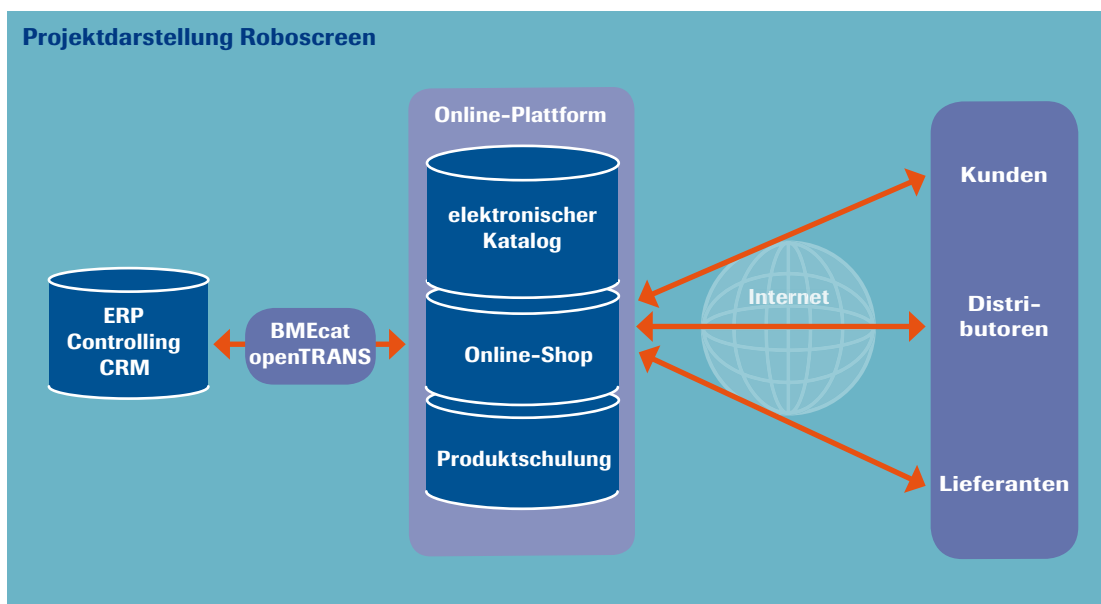 Projektdarstellung Roboscreen
ERP
Controlling
CRM
BMEcat
openTRANS
Online-Plattform
elektronischer
Katalog
Online-Shop
Produktschulung
Internet
Kunden
Distri-
butoren
Lieferanten